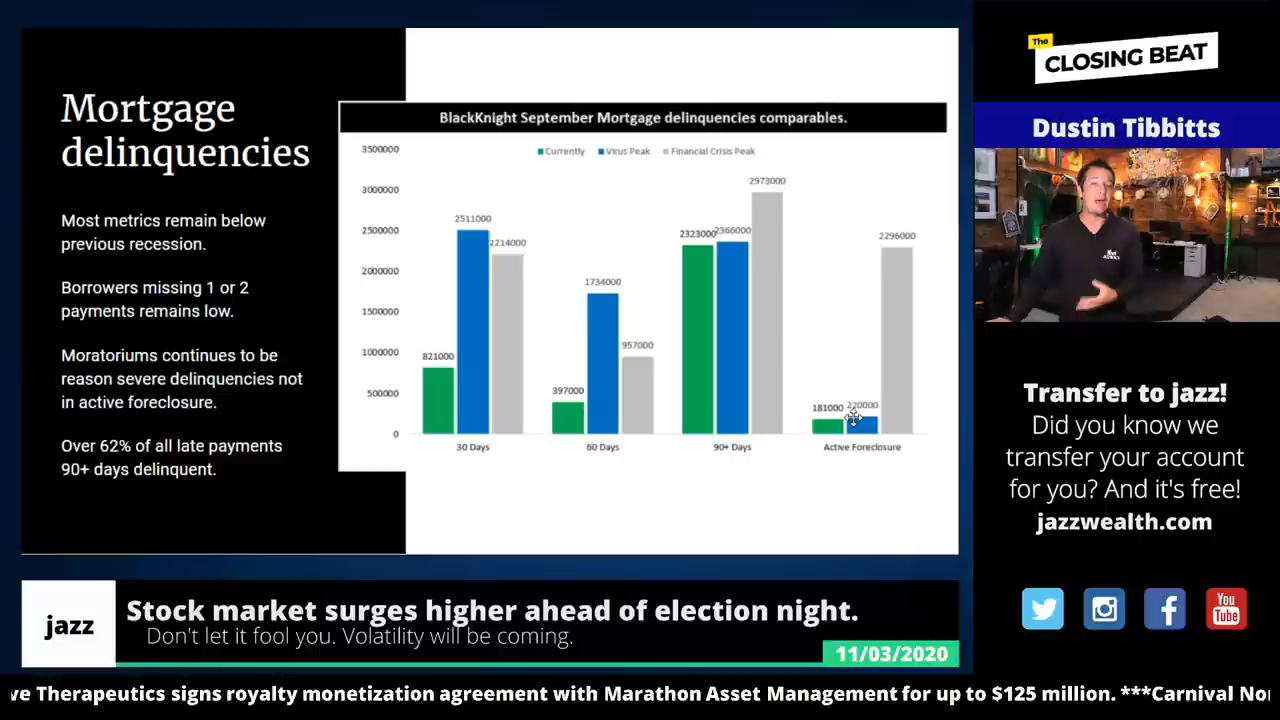 Mortgage
delinquencies
Most metrics remain below
previous recession.
Borrowers missing 1 or 2
payments remains low.
Moratoriums continues to be
reason severe delinquencies not
in active foreclosure.
Over 62% of all late payments
90+ days delinquent.
BlackKnight September Mortgage delinquencies comparables.
Currently Virus Peak Financial Crisis Peak
3500000
3000000
2500000
2000000
1500000
1000000
500000
0
821000 2511000 2214000
397000 1734000 957000
2323000 2366000 2973000
181000 220000 2296000
30 Days 60 Days 90+ Days Active Foreclosure
The
CLOSING BEAT
Dustin Tibbitts
Transfer to jazz!
Did you know we
transfer your account
for you? And it's free!
jazzwealth.com
You
Tube
jazz
Stock market surges higher ahead of election night.
Don't let it fool you. Volatility will be coming.
11/03/2020
ve Therapeutics signs royalty monetization agreement with Marathon Asset Management for up to $125 million. ***Carnival No